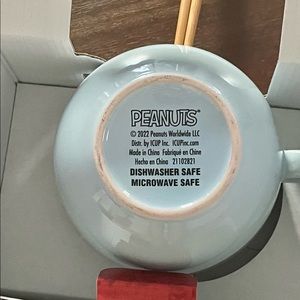 PEANUTS®
© 2022 Peanuts Worldwide LLC
Distr. by ICUP Inc. ICUPinc.com
Made in China Fabriqué en China
Hecho en China 21102821
DISHWASHER SAFE
MICROWAVE SAFE